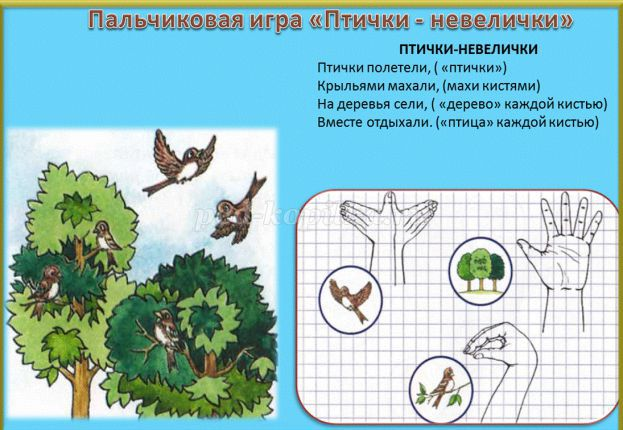 Пальчиковая игра «Птички - невелички»
ПТИЧКИ-НЕВЕЛИЧКИ
Птички полетели, ( «птички»)
Крыльями махали, (махи кистями)
На деревья сели, ( «дерево» каждой кистью)
Вместе отдыхали. («птица» каждой кистью)